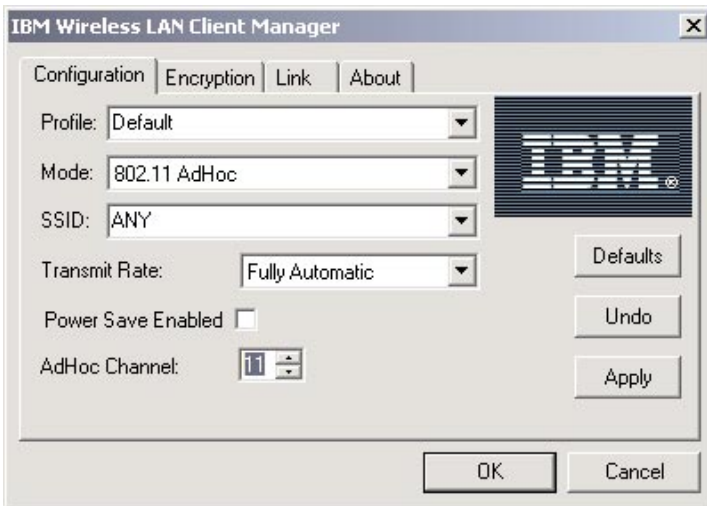 IBM Wireless LAN Client Manager
Configuration Encryption Link About
Profile: Default
IBM®
Mode: 802.11 AdHoc
SSID: ANY
Transmit Rate: Fully Automatic
Defaults
Power Save Enabled
Undo
AdHoc Channel: 11
Apply
OK Cancel